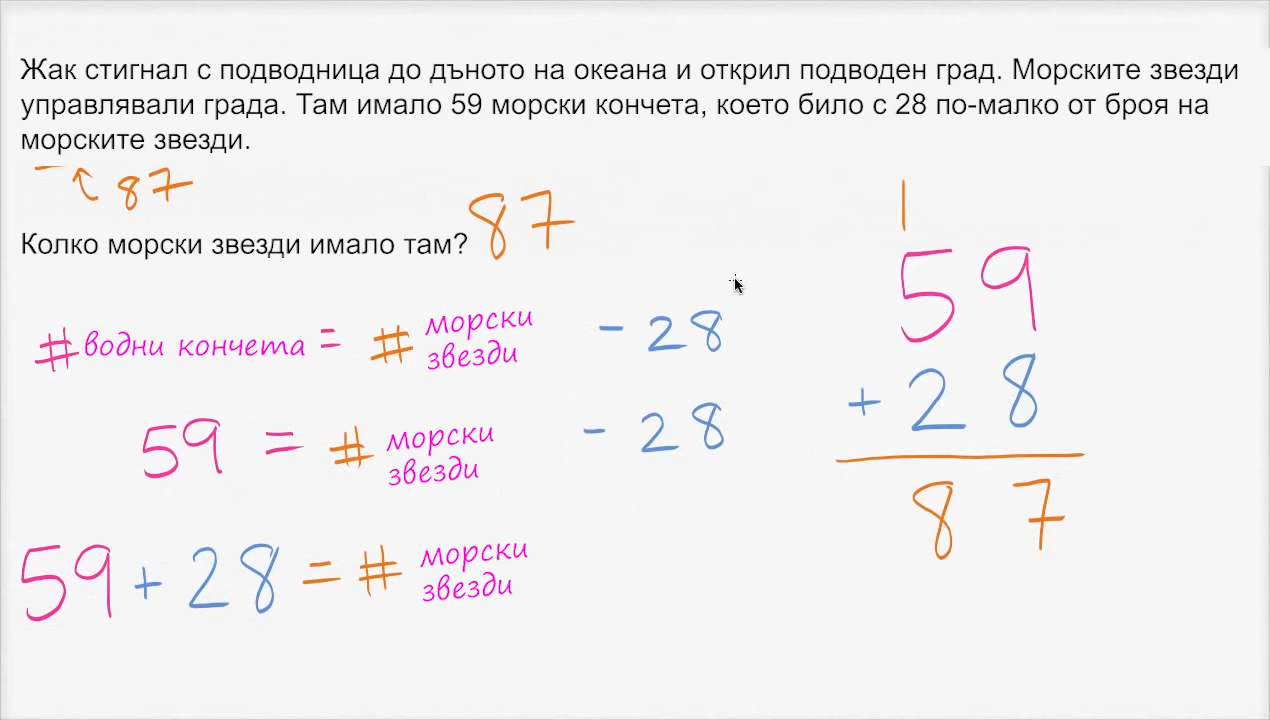 Жак стигнал с подводница до дъното на океана и открил подводен град. Морските звезди
управлявали града. Там имало 59 морски кончета, което било с 28 по-малко от броя на
морските звезди.
87
Колко морски звезди имало там? 87
# водни кончета = # морски звезди - 28
59 = # морски звезди - 28
59 + 28 = # морски звезди
1
59
+ 28
87